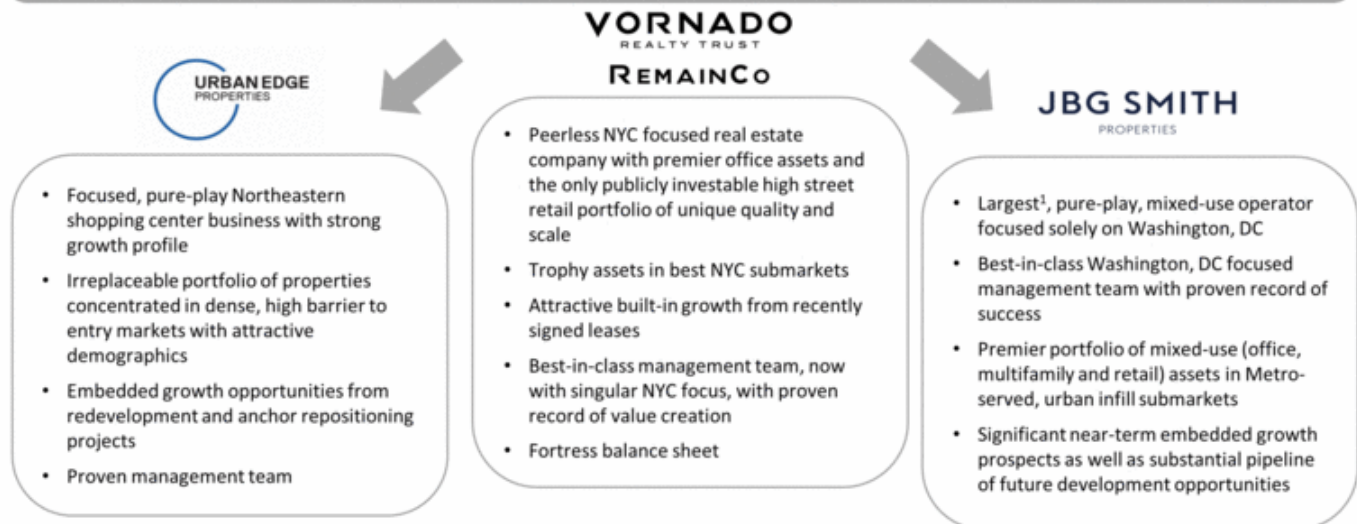 VORNADO
REALTY TRUST
REMAINCO
URBAN EDGE
PROPERTIES
• Focused, pure-play Northeastern
shopping center business with strong
growth profile
• Irreplaceable portfolio of properties
concentrated in dense, high barrier to
entry markets with attractive
demographics
• Embedded growth opportunities from
redevelopment and anchor repositioning
projects
• Proven management team
• Peerless NYC focused real estate
company with premier office assets and
the only publicly investable high street
retail portfolio of unique quality and
scale
• Trophy assets in best NYC submarkets
• Attractive built-in growth from recently
signed leases
• Best-in-class management team, now
with singular NYC focus, with proven
record of value creation
• Fortress balance sheet
JBG SMITH
PROPERTIES
• Largest¹, pure-play, mixed-use operator
focused solely on Washington, DC
• Best-in-class Washington, DC focused
management team with proven record of
success
• Premier portfolio of mixed-use (office,
multifamily and retail) assets in Metro-
served, urban infill submarkets
• Significant near-term embedded growth
prospects as well as substantial pipeline
of future development opportunities